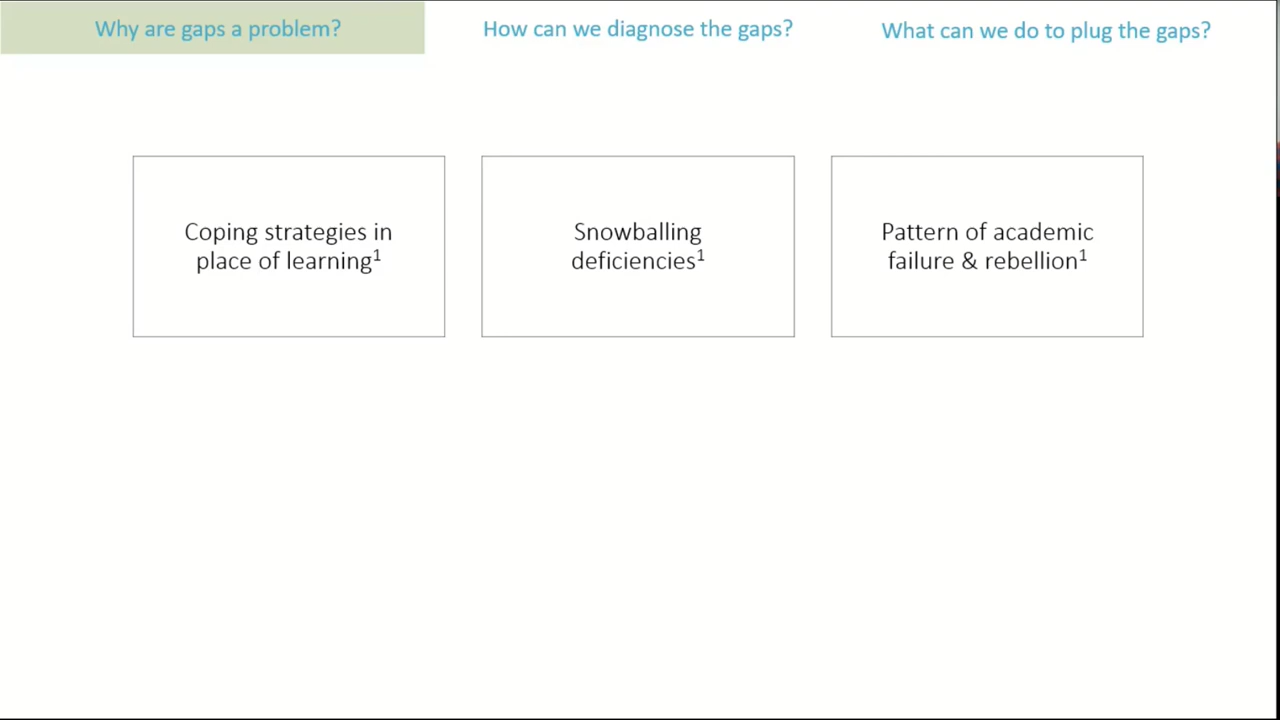 Why are gaps a problem?
How can we diagnose the gaps?
What can we do to plug the gaps?
Coping strategies in
place of learning¹
Snowballing
deficiencies¹
Pattern of academic
failure & rebellion¹